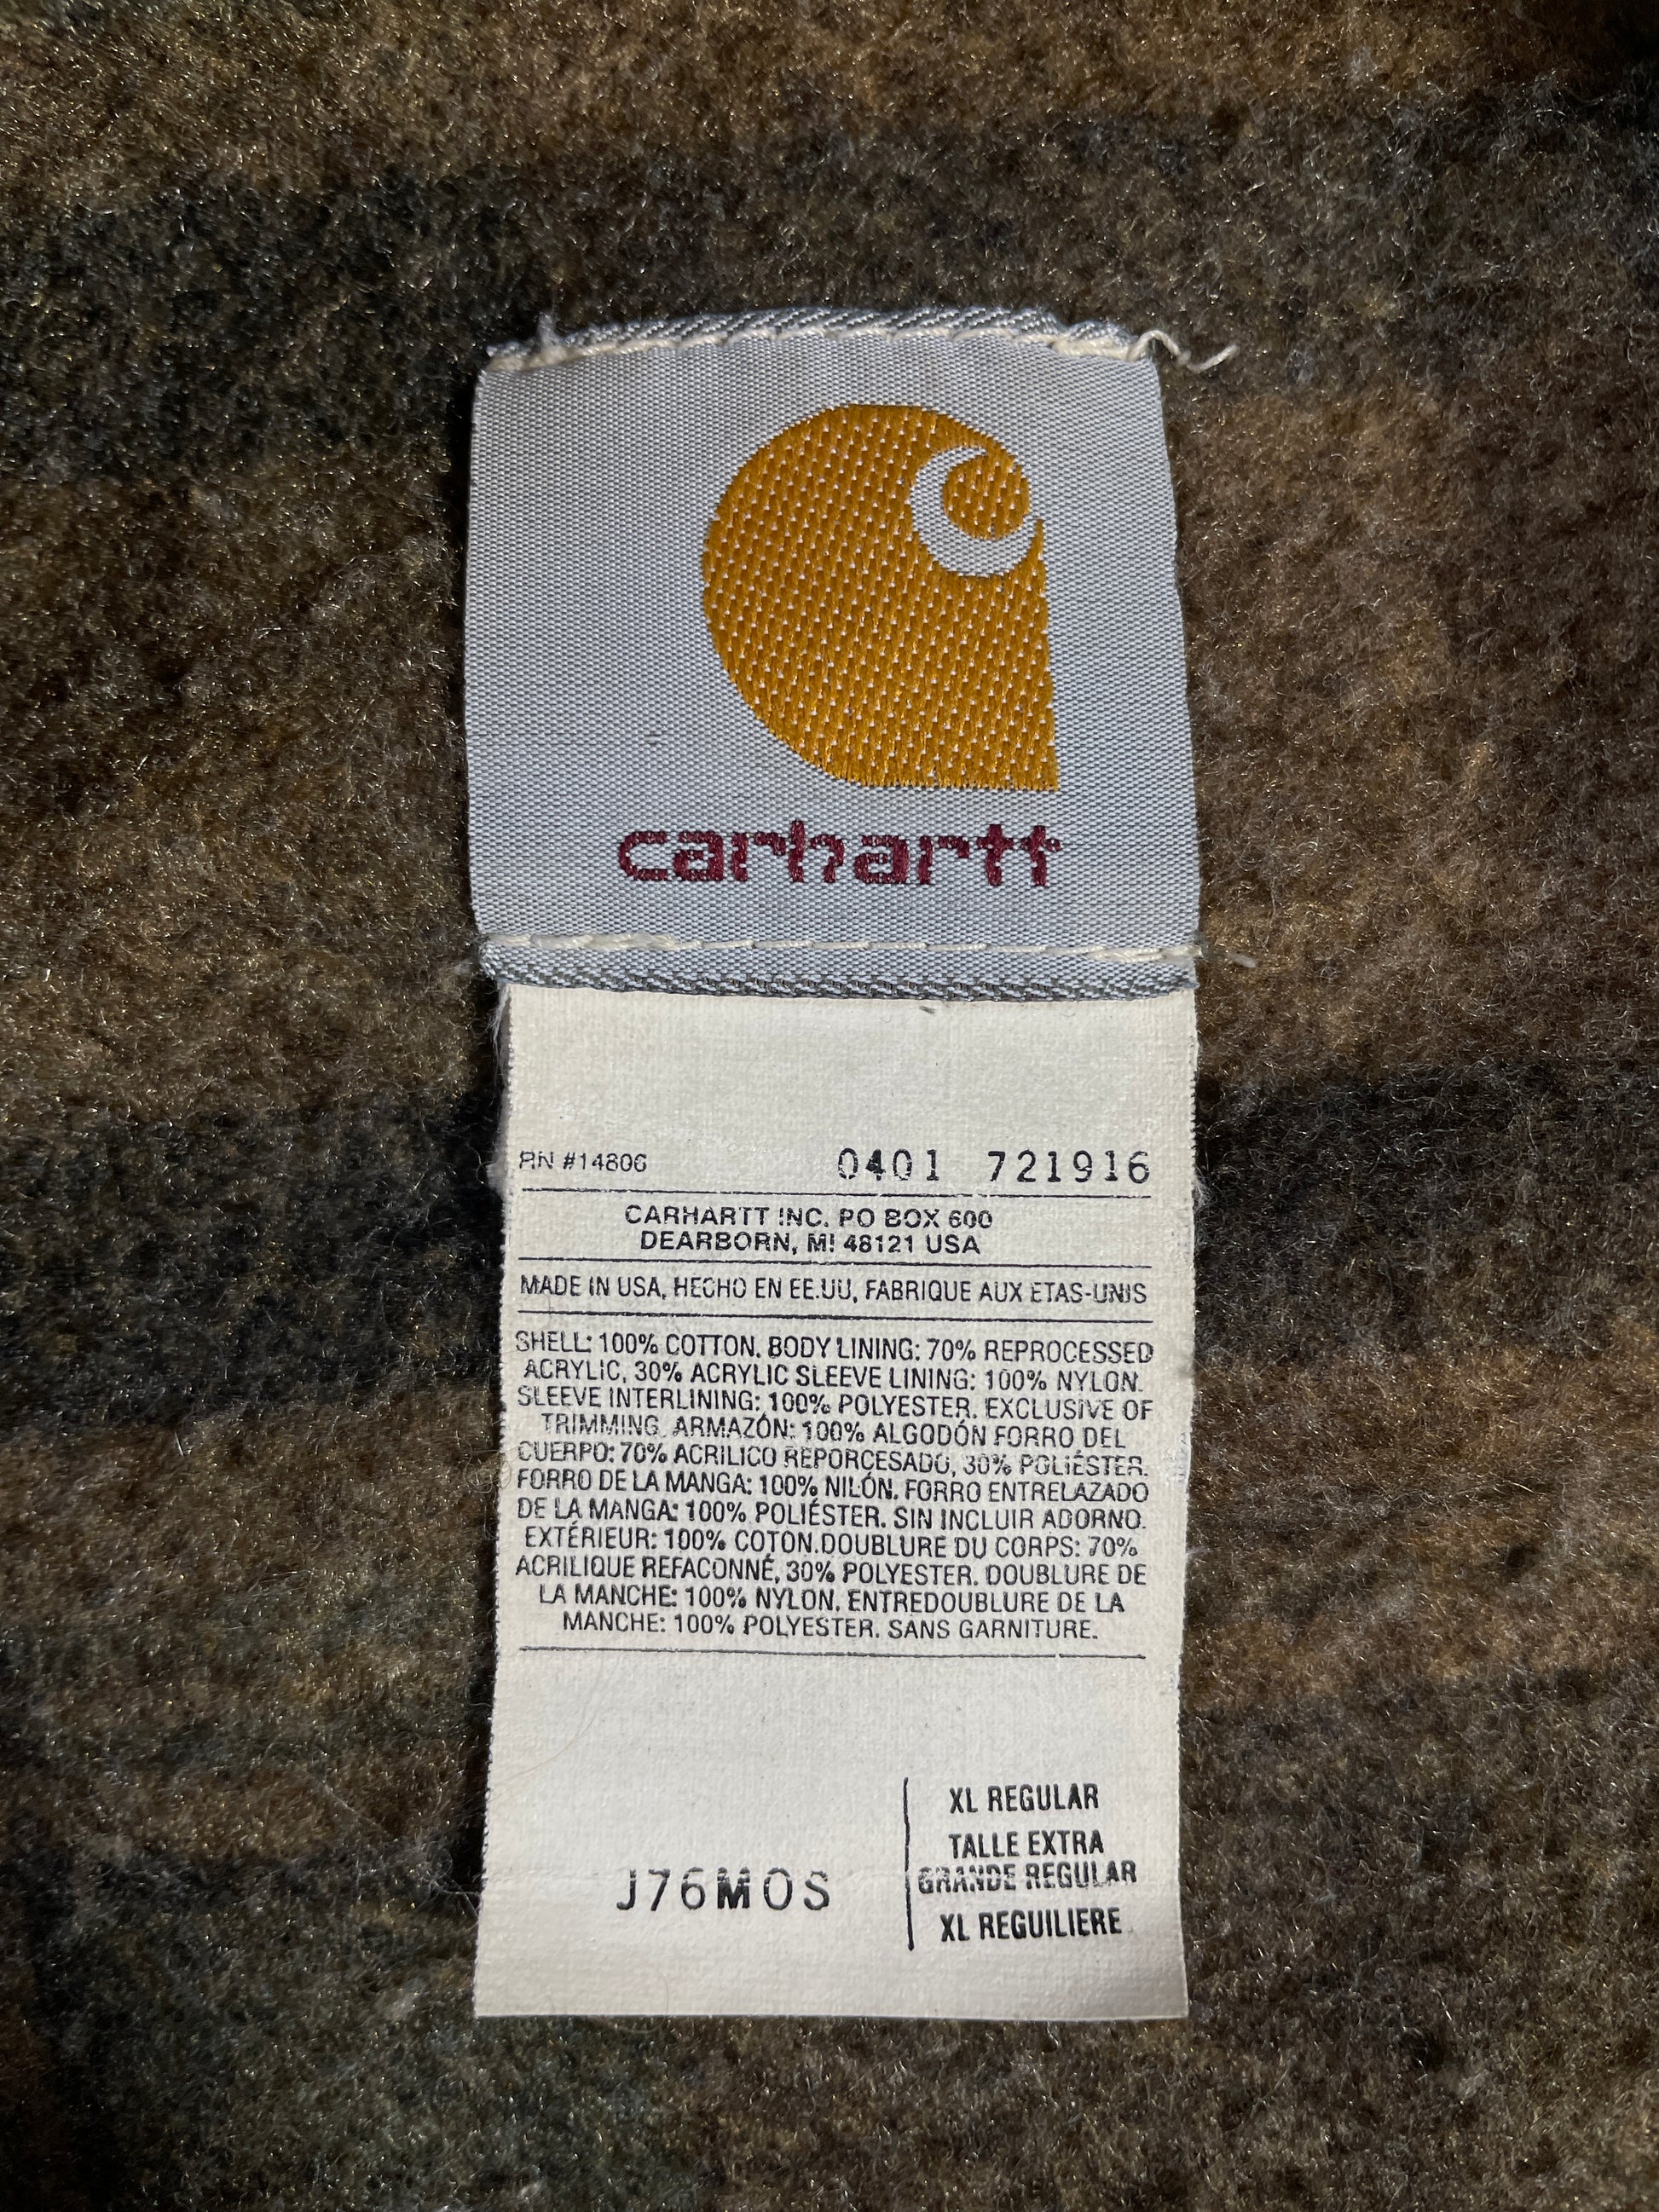 carhartt
RN #14806 0401 721916
CARHARTT INC. PO BOX 600
DEARBORN, MI 48121 USA
MADE IN USA, HECHO EN EE.UU, FABRIQUE AUX ETAS-UNIS
SHELL: 100% COTTON. BODY LINING: 70% REPROCESSED
ACRYLIC, 30% ACRYLIC SLEEVE LINING: 100% NYLON.
SLEEVE INTERLINING: 100% POLYESTER. EXCLUSIVE OF
TRIMMING. ARMAZÓN: 100% ALGODÓN FORRO DEL
CUERPO: 70% ACRILICO REPORCESADO, 30% POLIÉSTER.
FORRO DE LA MANGA: 100% NILÓN. FORRO ENTRELAZADO
DE LA MANGA: 100% POLIÉSTER. SIN INCLUIR ADORNO.
EXTÉRIEUR: 100% COTON.DOUBLURE DU CORPS: 70%
ACRILIQUE REFACONNÉ, 30% POLYESTER. DOUBLURE DE
LA MANCHE: 100% NYLON. ENTREDOUBLURE DE LA
MANCHE: 100% POLYESTER. SANS GARNITURE.
XL REGULAR
TALLE EXTRA
GRANDE REGULAR
XL REGUILIERE
J76MOS